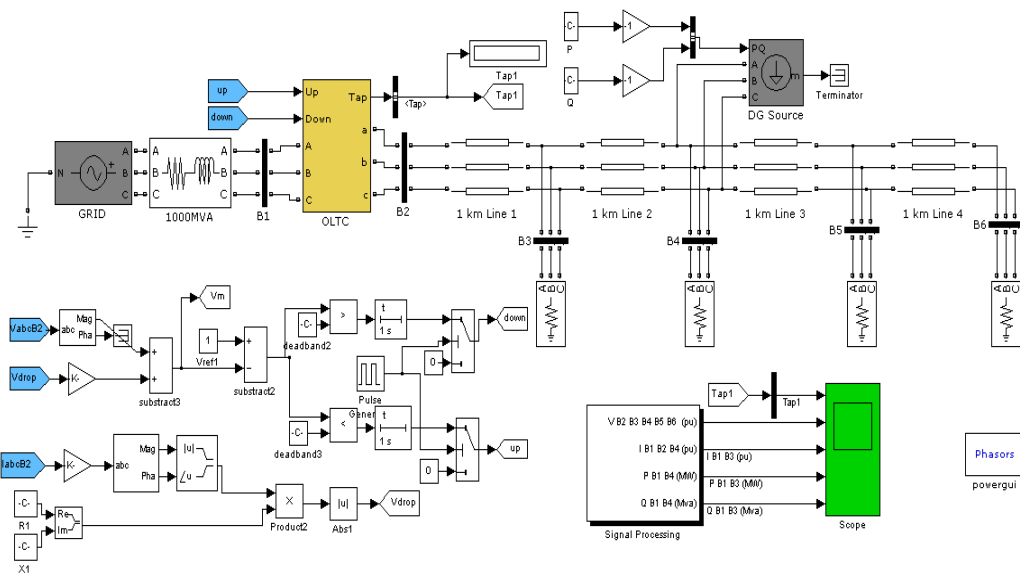 -C-
P
-1
-C-
Q
-1
PQ
A
B
C
m
DG Source
Terminator
Tap1
Tap1
<Tap>
up
down
Up
Down
Tap
A
B
C
a
b
c
OLTC
N
A
B
C
GRID
A
B
C
A
B
C
1000MVA
B1
B2
1 km Line 1
1 km Line 2
1 km Line 3
1 km Line 4
B3
B4
B5
B6
A B C
A B C
A B C
A B C
VabcB2
abc
Mag
Pha
Vdrop
K-
+
+
substract3
Vm
1
Vref1
+
-
substract2
>
-C-
deadband2
t
1 s
0
down
Pulse
Gener
<
-C-
deadband3
t
1 s
0
up
IabcB2
K-
abc
Mag
Pha
|u|
∠u
-C-
R1
-C-
X1
Re
Im
X
Product2
|u|
Abs1
Vdrop
V B2 B3 B4 B5 B6 (pu)
I B1 B2 B4(pu)
P B1 B4 (MW)
Q B1 B4 (Mva)
Signal Processing
Tap1
Tap1
I B1 B3 (pu)
P B1 B3 (MW)
Q B1 B3 (Mva)
Scope
Phasors
powergui